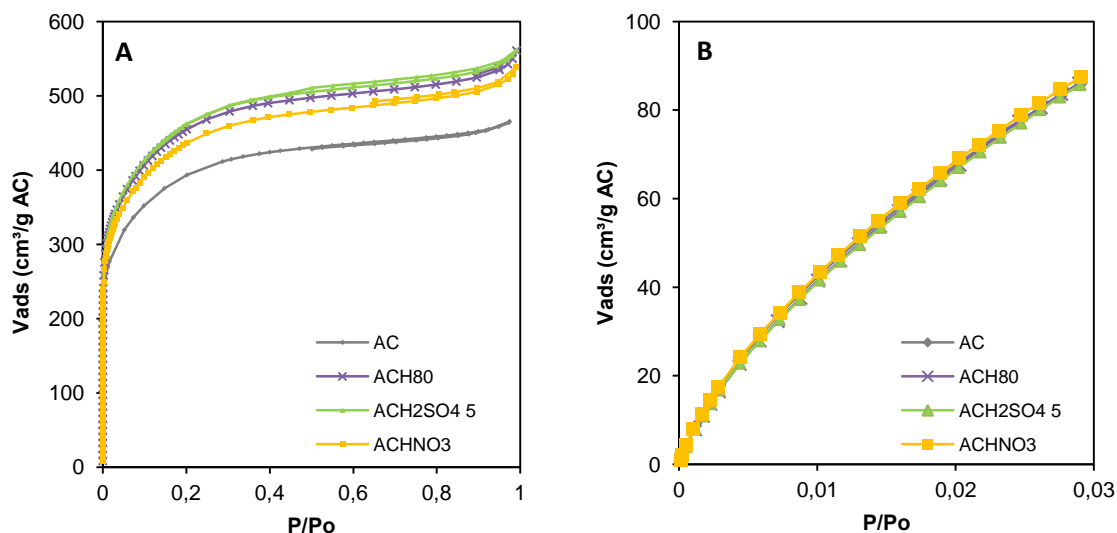 A
Vads (cm³/g AC)
600
500
400
300
200
100
0
0
0,2
0,4
0,6
0,8
1
P/Po
AC
ACH80
ACH2SO4 5
ACHNO3
B
Vads (cm³/g AC)
100
80
60
40
20
0
0
0,01
0,02
0,03
P/Po
AC
ACH80
ACH2SO4 5
ACHNO3